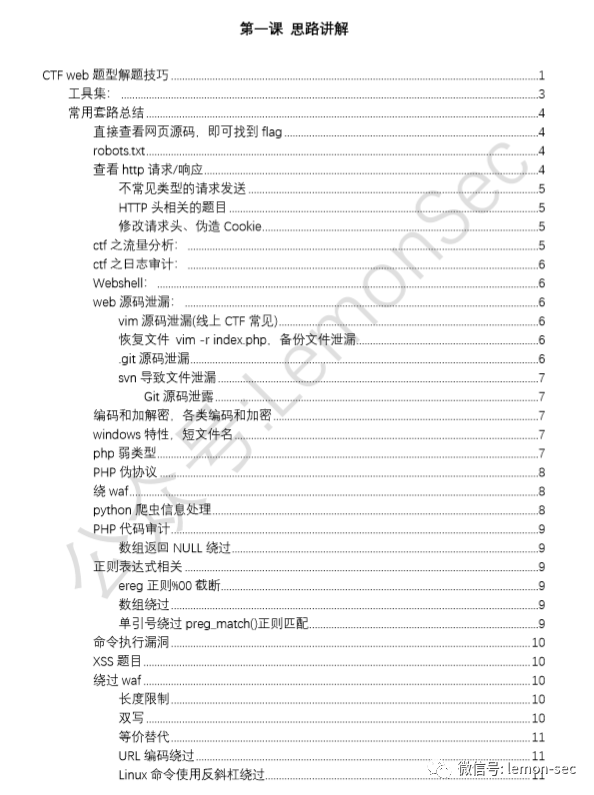 第一课 思路讲解
CTF web 题型解题技巧 1
工具集： 3
常用套路总结 4
直接查看网页源码，即可找到 flag 4
robots.txt 4
查看 http 请求/响应 4
不常见类型的请求发送 5
HTTP 头相关的题目 5
修改请求头、伪造 Cookie 5
ctf 之流量分析： 5
ctf 之日志审计： 6
Webshell： 6
web 源码泄漏： 6
vim 源码泄漏(线上 CTF 常见) 6
恢复文件 vim -r index.php，备份文件泄漏 6
.git 源码泄漏 6
svn 导致文件泄漏 7
Git 源码泄露 7
编码和加解密，各类编码和加密 7
windows 特性，短文件名 7
php 弱类型 7
PHP 伪协议 8
绕 waf 8
python 爬虫信息处理 8
PHP 代码审计 9
数组返回 NULL 绕过 9
正则表达式相关 9
ereg 正则%00 截断 9
数组绕过 9
单引号绕过 preg_match()正则匹配 9
命令执行漏洞 10
XSS 题目 10
绕过 waf 10
长度限制 10
双写 10
等价替代 11
URL 编码绕过 11
Linux 命令使用反斜杠绕过 11
公众号:LemonSec
微信号: lemon-sec